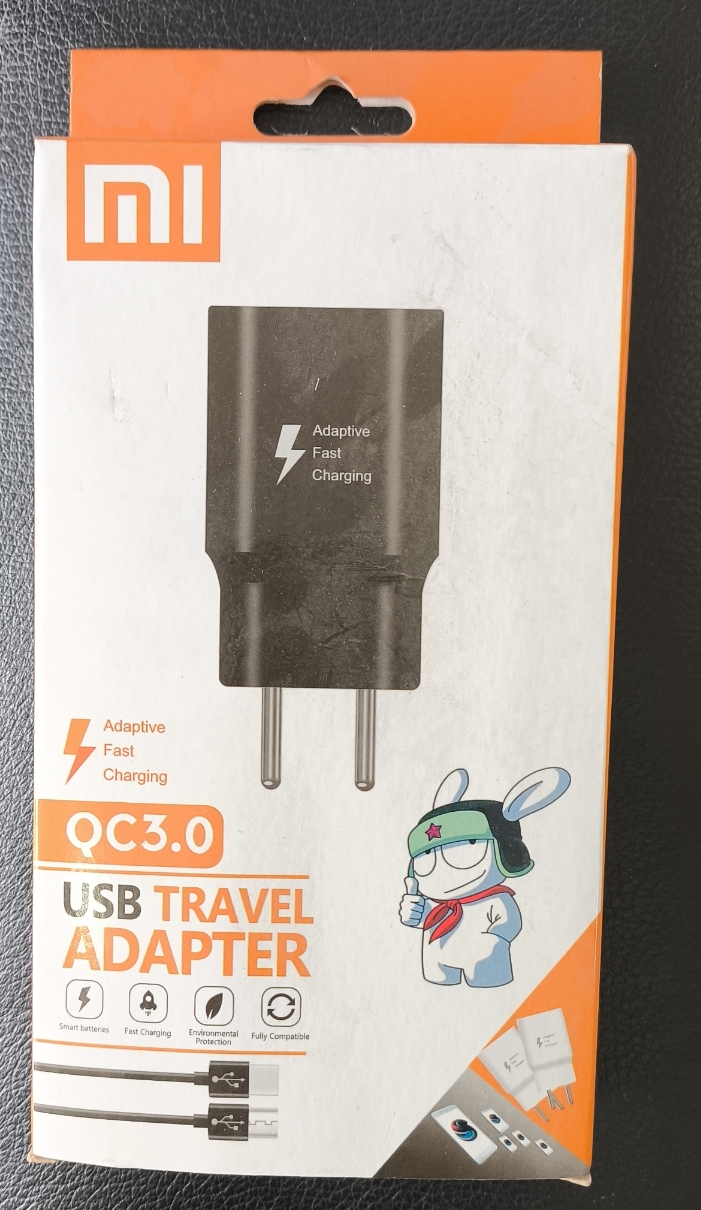 mi
Adaptive
Fast
Charging
Adaptive
Fast
Charging
QC3.0
USB TRAVEL
ADAPTER
Smart batteries
Fast Charging
Environmental
Protection
Fully Compatible